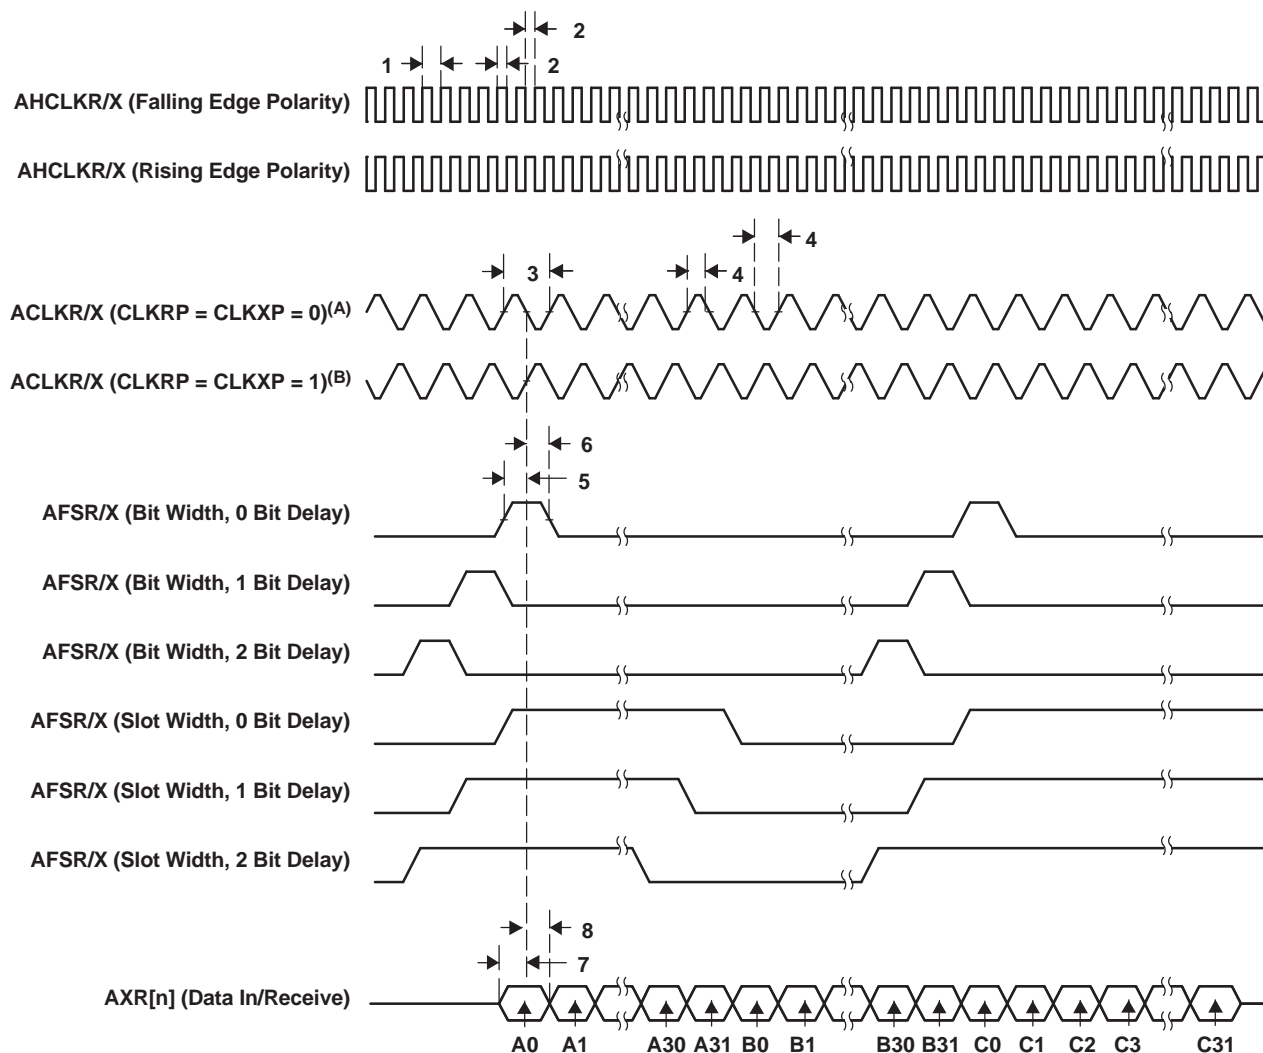 2
1
2
AHCLKR/X (Falling Edge Polarity)
AHCLKR/X (Rising Edge Polarity)
4
3
4
ACLKR/X (CLKRP = CLKXP = 0)(A)
ACLKR/X (CLKRP = CLKXP = 1)(B)
6
5
AFSR/X (Bit Width, 0 Bit Delay)
AFSR/X (Bit Width, 1 Bit Delay)
AFSR/X (Bit Width, 2 Bit Delay)
AFSR/X (Slot Width, 0 Bit Delay)
AFSR/X (Slot Width, 1 Bit Delay)
AFSR/X (Slot Width, 2 Bit Delay)
8
7
AXR[n] (Data In/Receive)
A0 A1 A30 A31 B0 B1 B30 B31 C0 C1 C2 C3 C31